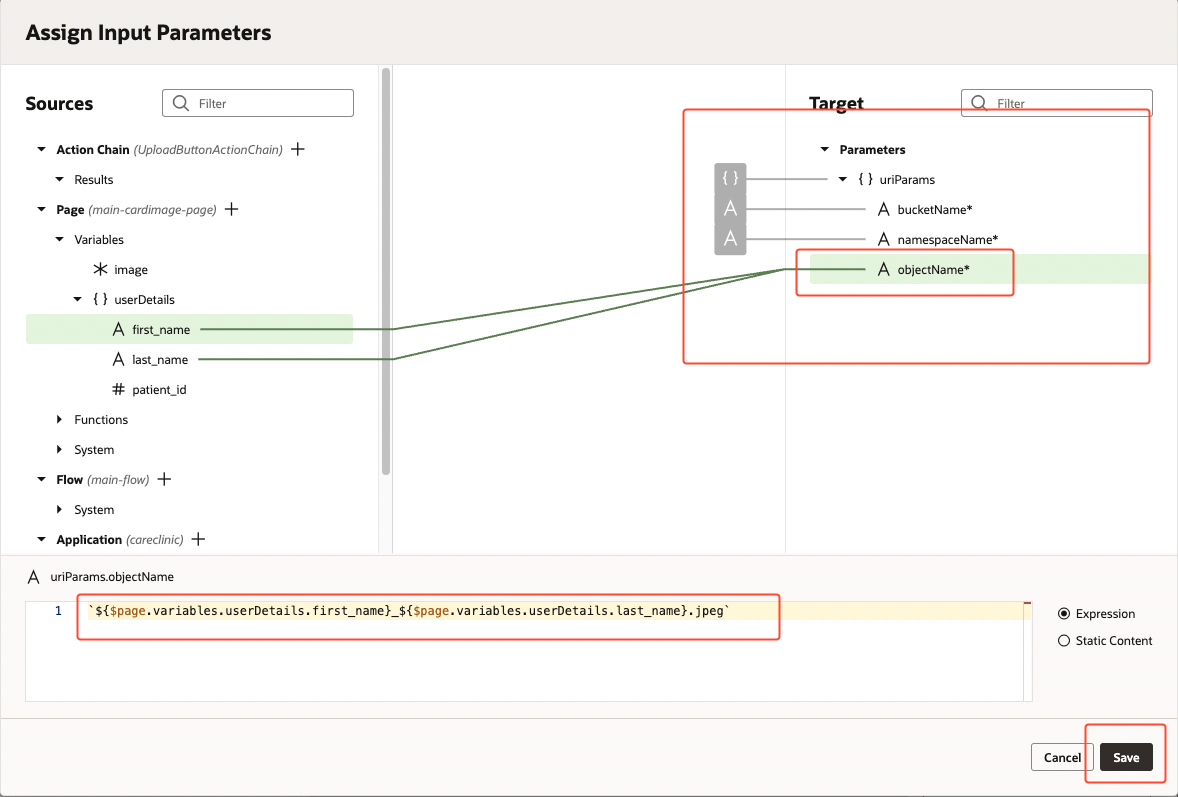 Assign Input Parameters
Sources
Filter
Action Chain (UploadButtonActionChain) +
Results
Page (main-cardimage-page) +
Variables
image
{ } userDetails
A first_name
A last_name
# patient_id
Functions
System
Flow (main-flow) +
System
Application (careclinic) +
Target
Filter
Parameters
{ } { } uriParams
A A bucketName*
A A namespaceName*
A objectName*
A uriParams.objectName
1 `${$page.variables.userDetails.first_name}_${$page.variables.userDetails.last_name}.jpeg`
Expression
Static Content
Cancel
Save